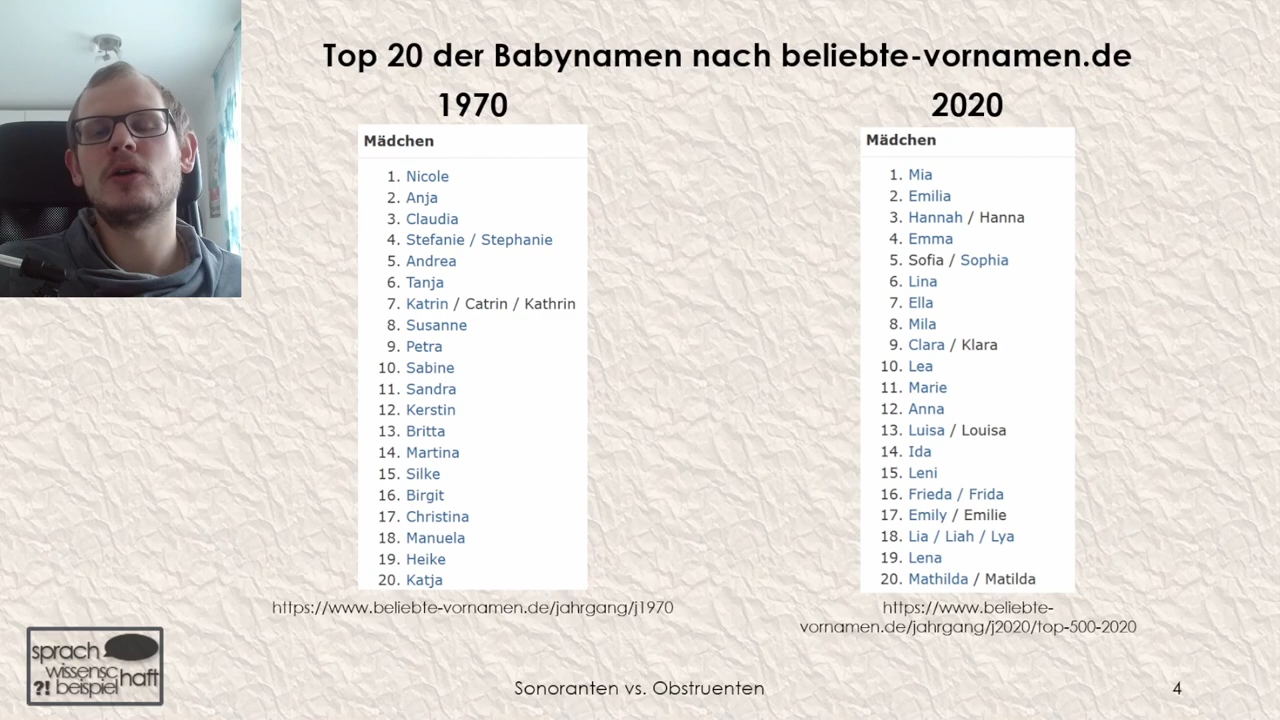 Top 20 der Babynamen nach beliebte-vornamen.de
1970
Mädchen
1. Nicole
2. Anja
3. Claudia
4. Stefanie / Stephanie
5. Andrea
6. Tanja
7. Katrin / Catrin / Kathrin
8. Susanne
9. Petra
10. Sabine
11. Sandra
12. Kerstin
13. Britta
14. Martina
15. Silke
16. Birgit
17. Christina
18. Manuela
19. Heike
20. Katja
https://www.beliebte-vornamen.de/jahrgang/j1970
2020
Mädchen
1. Mia
2. Emilia
3. Hannah / Hanna
4. Emma
5. Sofia / Sophia
6. Lina
7. Ella
8. Mila
9. Clara / Klara
10. Lea
11. Marie
12. Anna
13. Luisa / Louisa
14. Ida
15. Leni
16. Frieda / Frida
17. Emily / Emilie
18. Lia / Liah / Lya
19. Lena
20. Mathilda / Matilda
https://www.beliebte-
vornamen.de/jahrgang/j2020/top-500-2020
sprach
wissensc
haft
?! beispiel
Sonoranten vs. Obstruenten
4